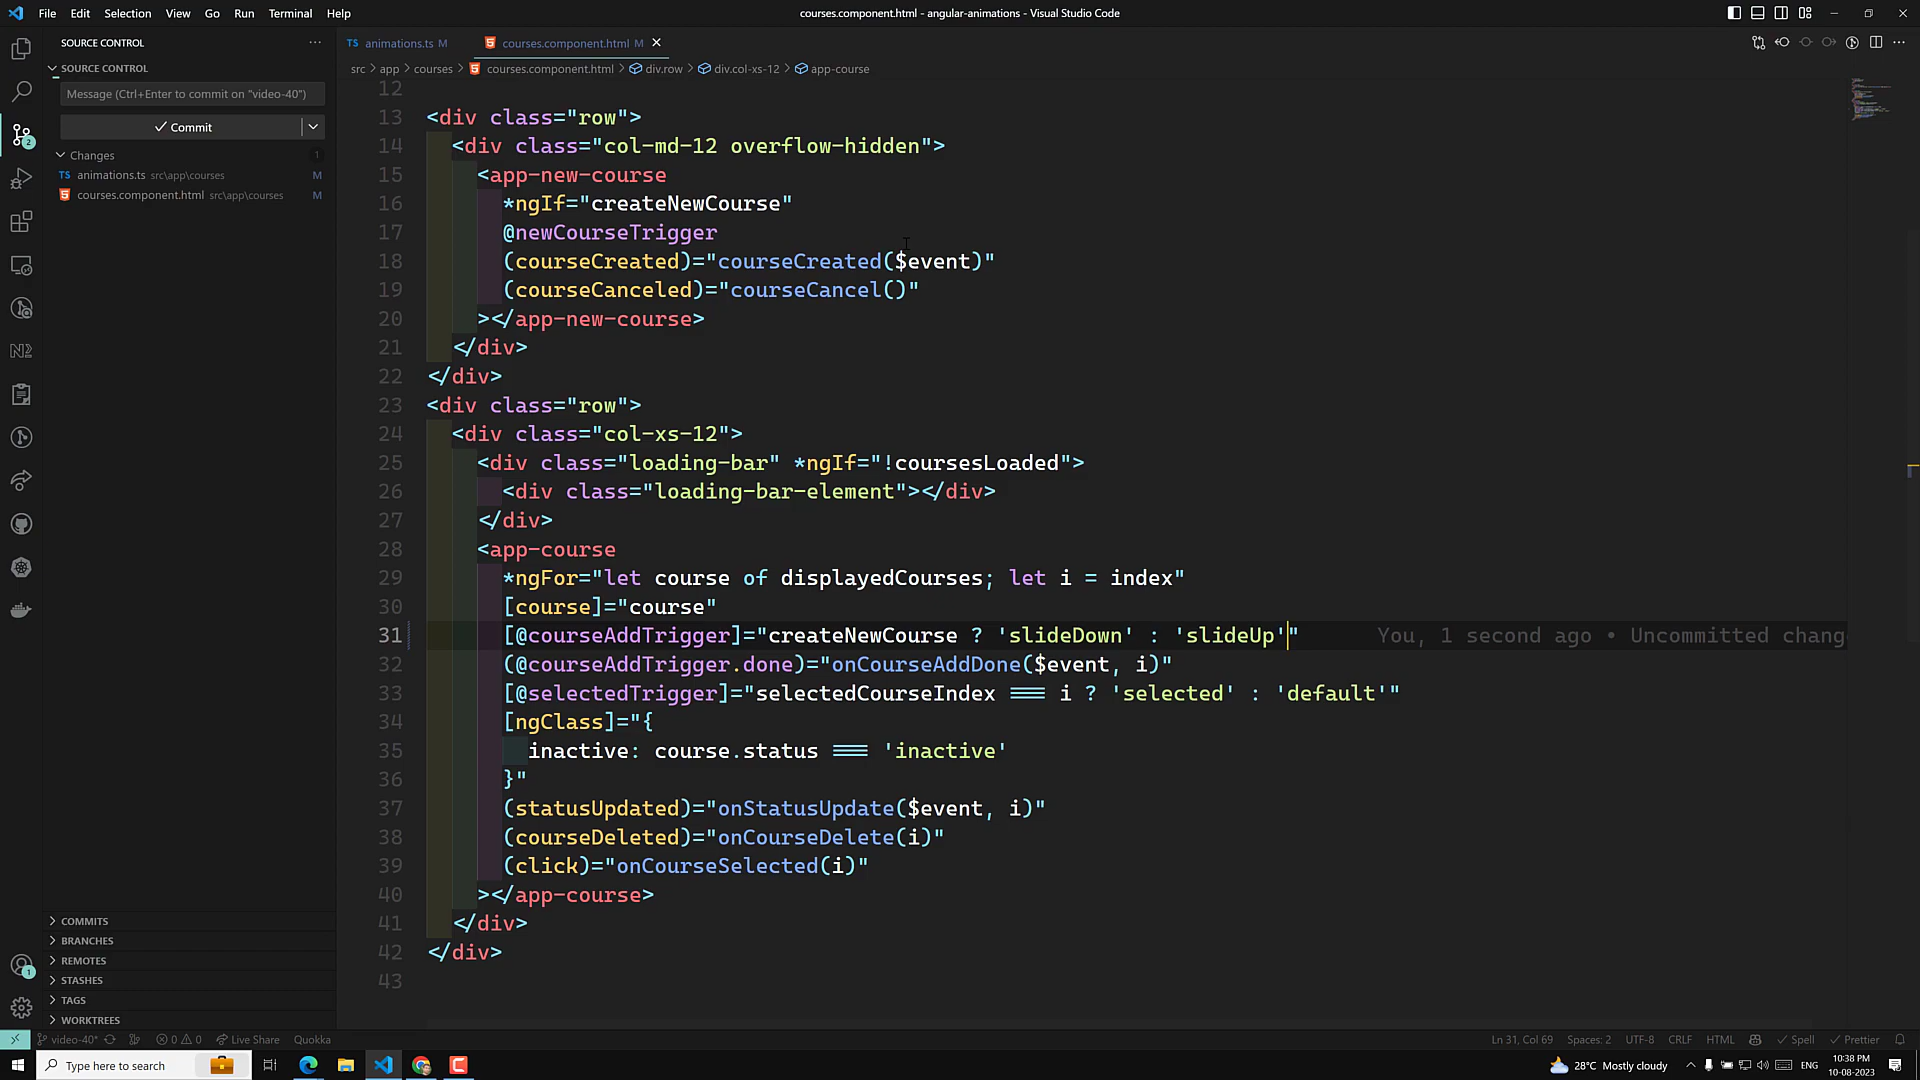 File Edit Selection View Go Run Terminal Help
courses.component.html - angular-animations - Visual Studio Code
SOURCE CONTROL ...
TS animations.ts M
courses.component.html M
SOURCE CONTROL
src > app > courses > courses.component.html > div.row > div.col-xs-12 > app-course
Message (Ctrl+Enter to commit on "video-40")
Commit
Changes 1
TS animations.ts src\app\courses M
courses.component.html src\app\courses M
12
13 <div class="row">
14 <div class="col-md-12 overflow-hidden">
15 <app-new-course
16 *ngIf="createNewCourse"
17 @newCourseTrigger
18 (courseCreated)="courseCreated($event)"
19 (courseCanceled)="courseCancel()"
20 ></app-new-course>
21 </div>
22 </div>
23 <div class="row">
24 <div class="col-xs-12">
25 <div class="loading-bar" *ngIf="!coursesLoaded">
26 <div class="loading-bar-element"></div>
27 </div>
28 <app-course
29 *ngFor="let course of displayedCourses; let i = index"
30 [course]="course"
31 [@courseAddTrigger]="createNewCourse ? 'slideDown' : 'slideUp'" You, 1 second ago • Uncommitted chang
32 (@courseAddTrigger.done)="onCourseAddDone($event, i)"
33 [@selectedTrigger]="selectedCourseIndex === i ? 'selected' : 'default'"
34 [ngClass]="{
35 inactive: course.status === 'inactive'
36 }"
37 (statusUpdated)="onStatusUpdate($event, i)"
38 (courseDeleted)="onCourseDelete(i)"
39 (click)="onCourseSelected(i)"
40 ></app-course>
41 </div>
42 </div>
43
COMMITS
BRANCHES
REMOTES
STASHES
TAGS
WORKTREES
video-40* 0 0 Live Share Quokka
Ln 31, Col 69 Spaces: 2 UTF-8 CRLF HTML Spell Prettier
Type here to search
28°C Mostly cloudy
ENG
10:38 PM
10-08-2023